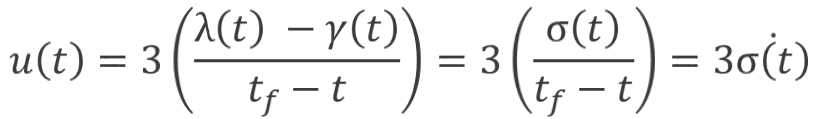 u(t) = 3 ( (λ(t) − γ(t)) / (t_f − t) ) = 3 ( σ(t) / (t_f − t) ) = 3σ̇(t)